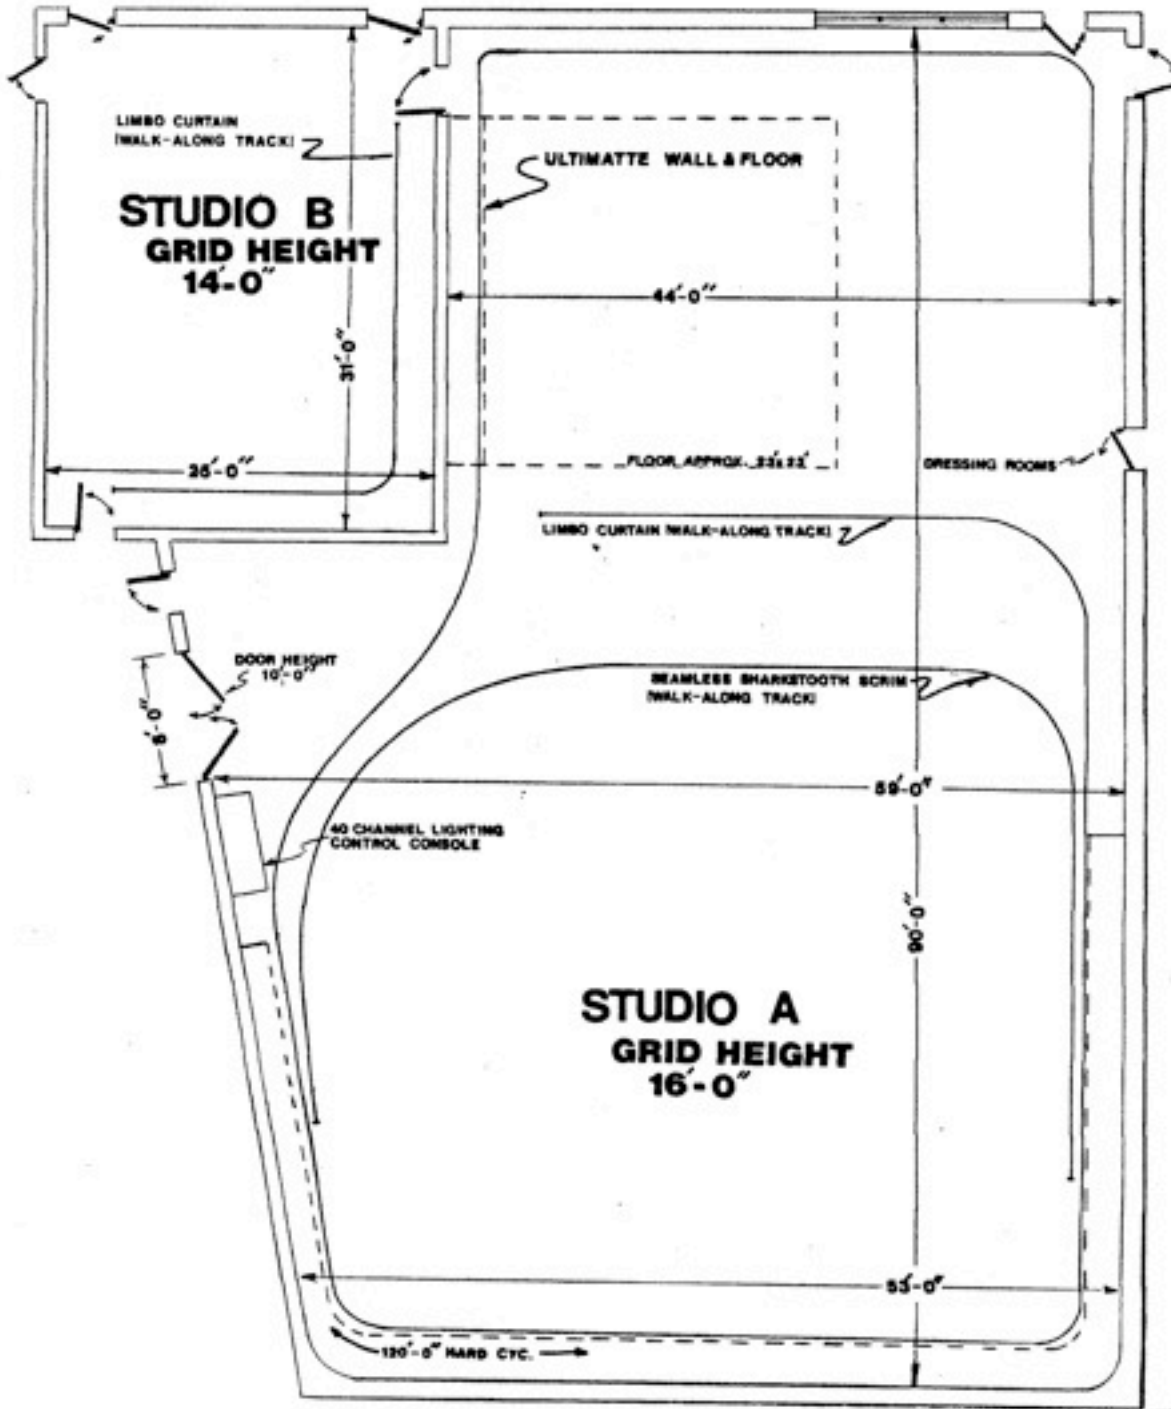 LIMBO CURTAIN
[WALK-ALONG TRACK]
ULTIMATTE WALL & FLOOR
STUDIO B
GRID HEIGHT
14'-0"
44'-0"
31'-0"
25'-0"
FLOOR APPROX. 23'x 23'
DRESSING ROOMS
LIMBO CURTAIN [WALK-ALONG TRACK]
DOOR HEIGHT
10'-0"
8'-0"
SEAMLESS SHARKSTOOTH SCRIM
[WALK-ALONG TRACK]
59'-0"
40 CHANNEL LIGHTING
CONTROL CONSOLE
90'-0"
STUDIO A
GRID HEIGHT
16'-0"
53'-0"
120'-0" HARD CYC.